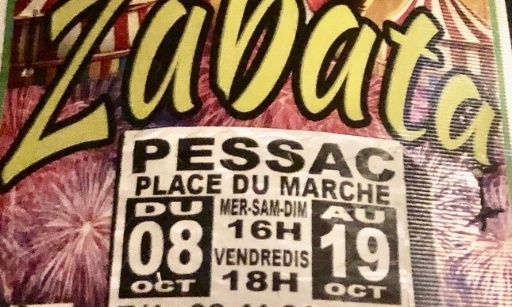 Zabata
PESSAC
PLACE DU MARCHE
DU 08 OCT
MER-SAM-DIM
16H
VENDREDIS
18H
AU 19 OCT